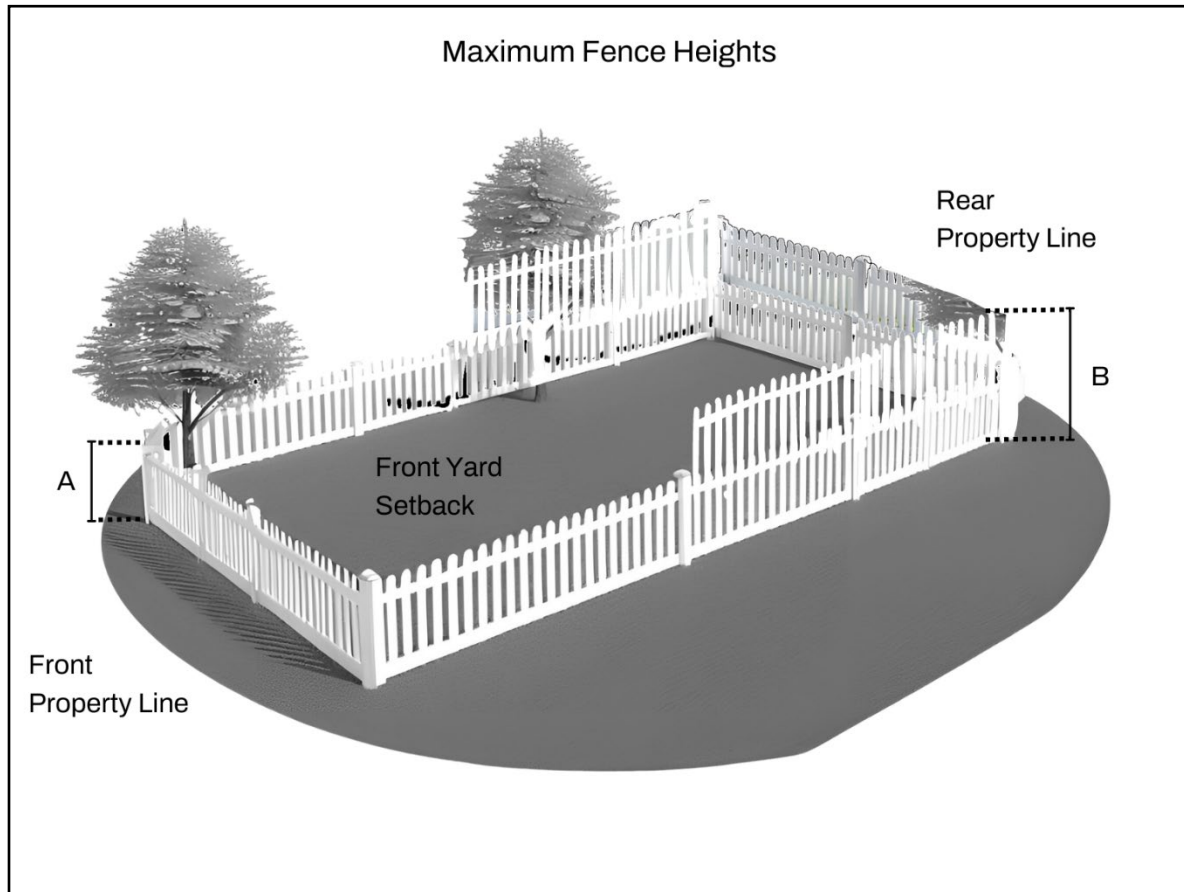 Maximum Fence Heights
Rear
Property Line
B
A
Front Yard
Setback
Front
Property Line